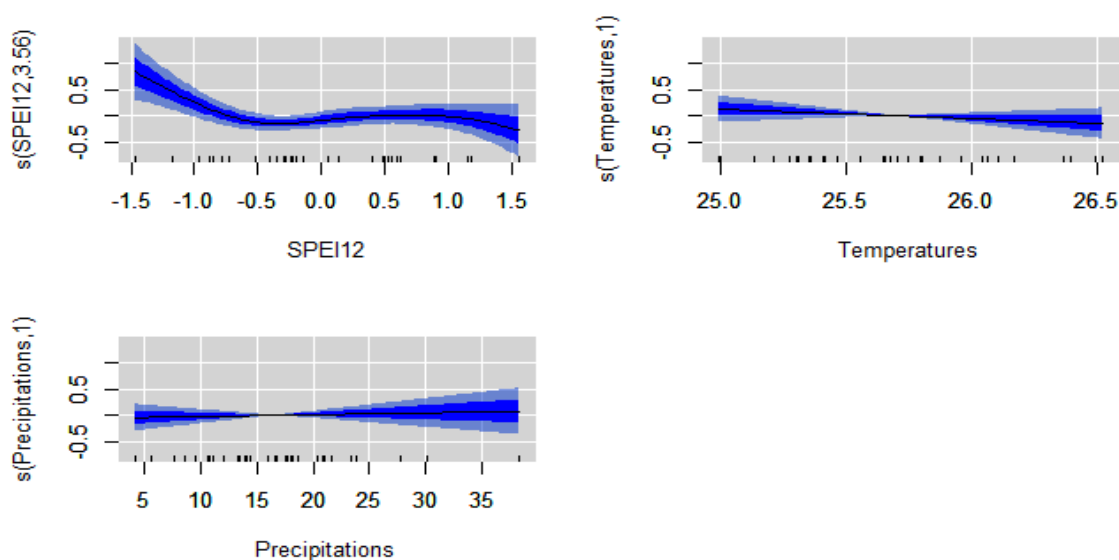 s(SPEI12,3.56)
0.5
-0.5
-1.5 -1.0 -0.5 0.0 0.5 1.0 1.5
SPEI12
s(Temperatures,1)
0.5
-0.5
25.0 25.5 26.0 26.5
Temperatures
s(Precipitations,1)
0.5
-0.5
5 10 15 20 25 30 35
Precipitations